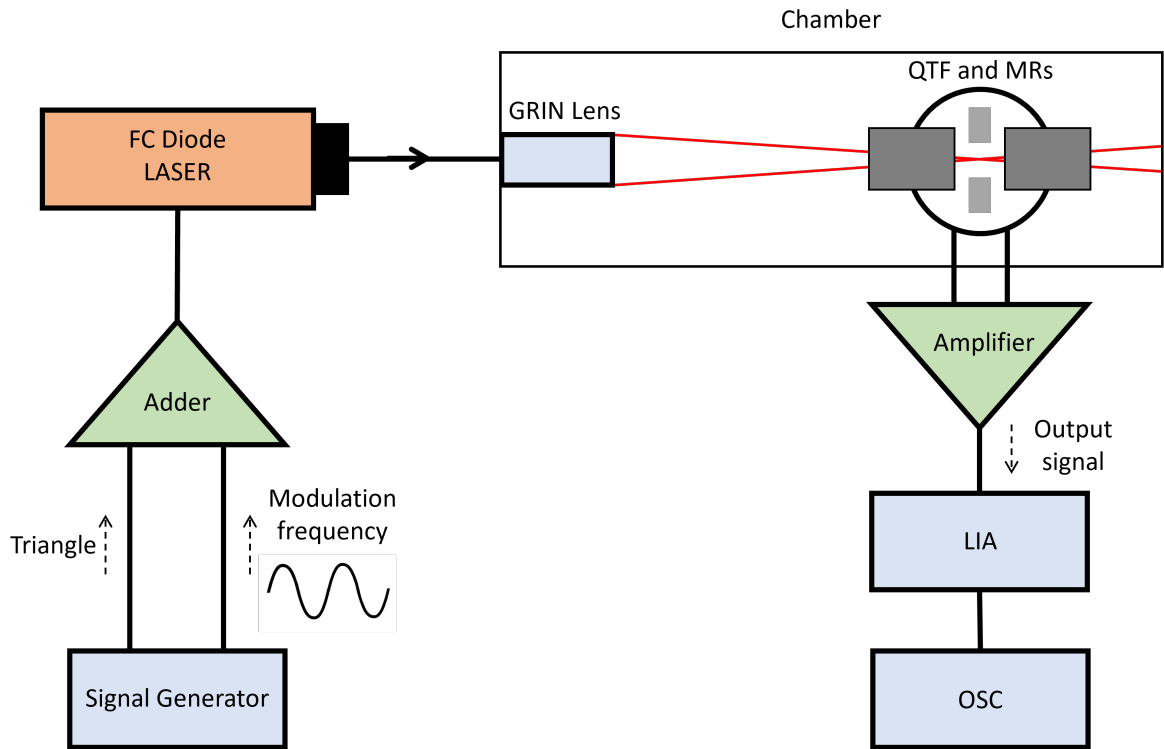 Chamber
QTF and MRs
GRIN Lens
FC Diode
LASER
Amplifier
Adder
Output
signal
Modulation
frequency
Triangle
LIA
Signal Generator
OSC